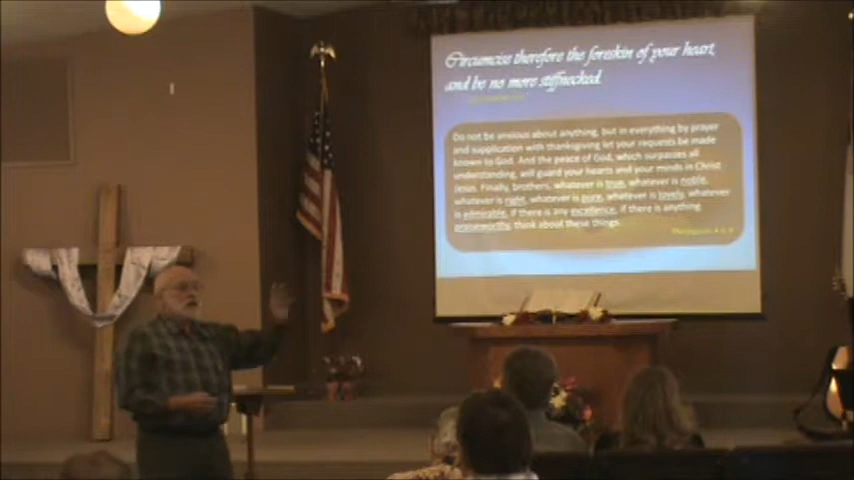 Circumcise therefore the foreskin of your heart,
and be no more stiffnecked.
Do not be anxious about anything, but in everything by prayer
and supplication with thanksgiving let your requests be made
known to God. And the peace of God, which surpasses all
understanding, will guard your hearts and your minds in Christ
Jesus. Finally, brothers, whatever is true, whatever is noble,
whatever is right, whatever is pure, whatever is lovely, whatever
is admirable, if there is any excellence, if there is anything
praiseworthy, think about these things.